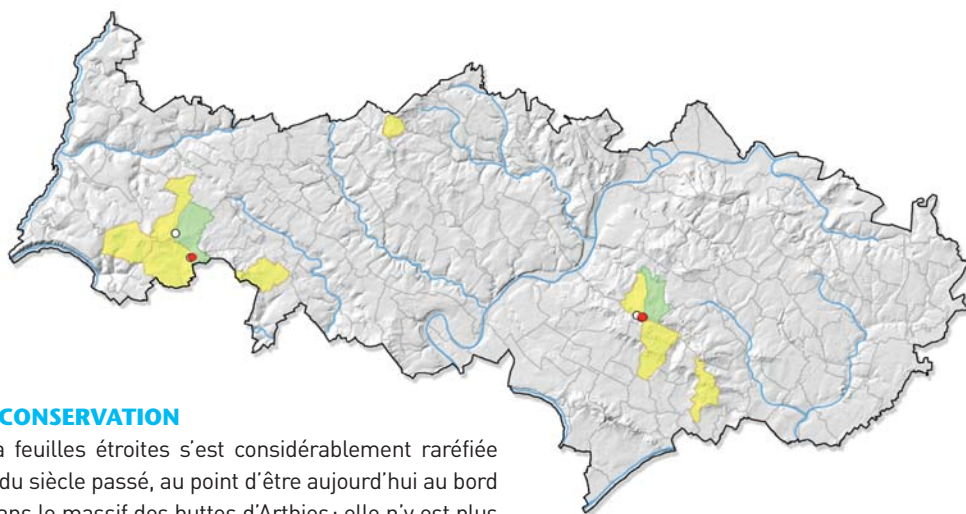 CONSERVATION
à feuilles étroites s'est considérablement raréfiée
du siècle passé, au point d'être aujourd'hui au bord
dans le massif des buttes d'Arthies ; elle n'y est plus